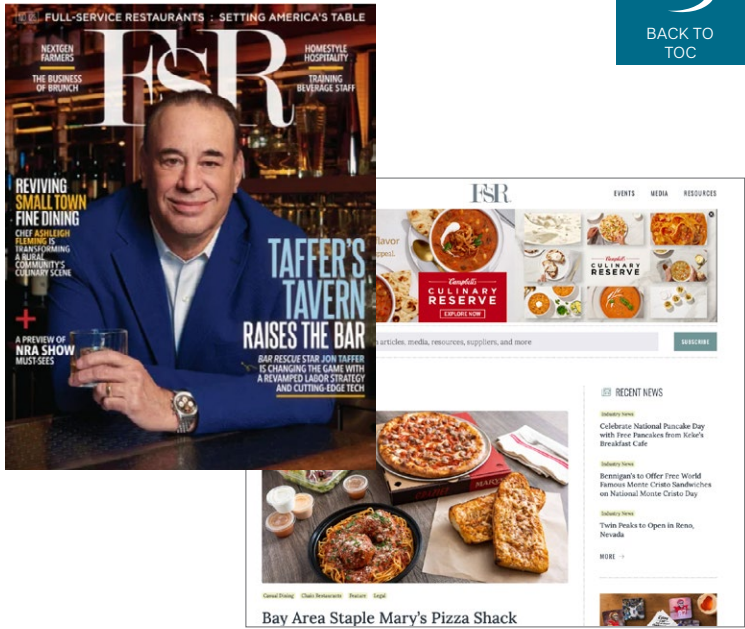 FULL-SERVICE RESTAURANTS : SETTING AMERICA'S TABLE
FSR
NEXTGEN
FARMERS
THE BUSINESS
OF BRUNCH
HOMESTYLE
HOSPITALITY
TRAINING
BEVERAGE STAFF
REVIVING
SMALL TOWN
FINE DINING
CHEF ASHLEIGH
FLEMING IS
TRANSFORMING
A RURAL
COMMUNITY'S
CULINARY SCENE
+
A PREVIEW OF
NRA SHOW
MUST-SEES
TAFFER'S
TAVERN
RAISES THE BAR
BAR RESCUE STAR JON TAFFER
IS CHANGING THE GAME WITH
A REVAMPED LABOR STRATEGY
AND CUTTING-EDGE TECH
BACK TO
TOC
FSR
EVENTS MEDIA RESOURCES
Campbell's
CULINARY
RESERVE
EXPLORE NOW
Campbell's
CULINARY
RESERVE
articles, media, resources, suppliers, and more
SUBSCRIBE
RECENT NEWS
Industry News
Celebrate National Pancake Day
with Free Pancakes from Keke's
Breakfast Cafe
Industry News
Bennigan's to Offer Free World
Famous Monte Cristo Sandwiches
on National Monte Cristo Day
Industry News
Twin Peaks to Open in Reno,
Nevada
MORE →
Casual Dining Chain Restaurants Feature Legal
Bay Area Staple Mary's Pizza Shack